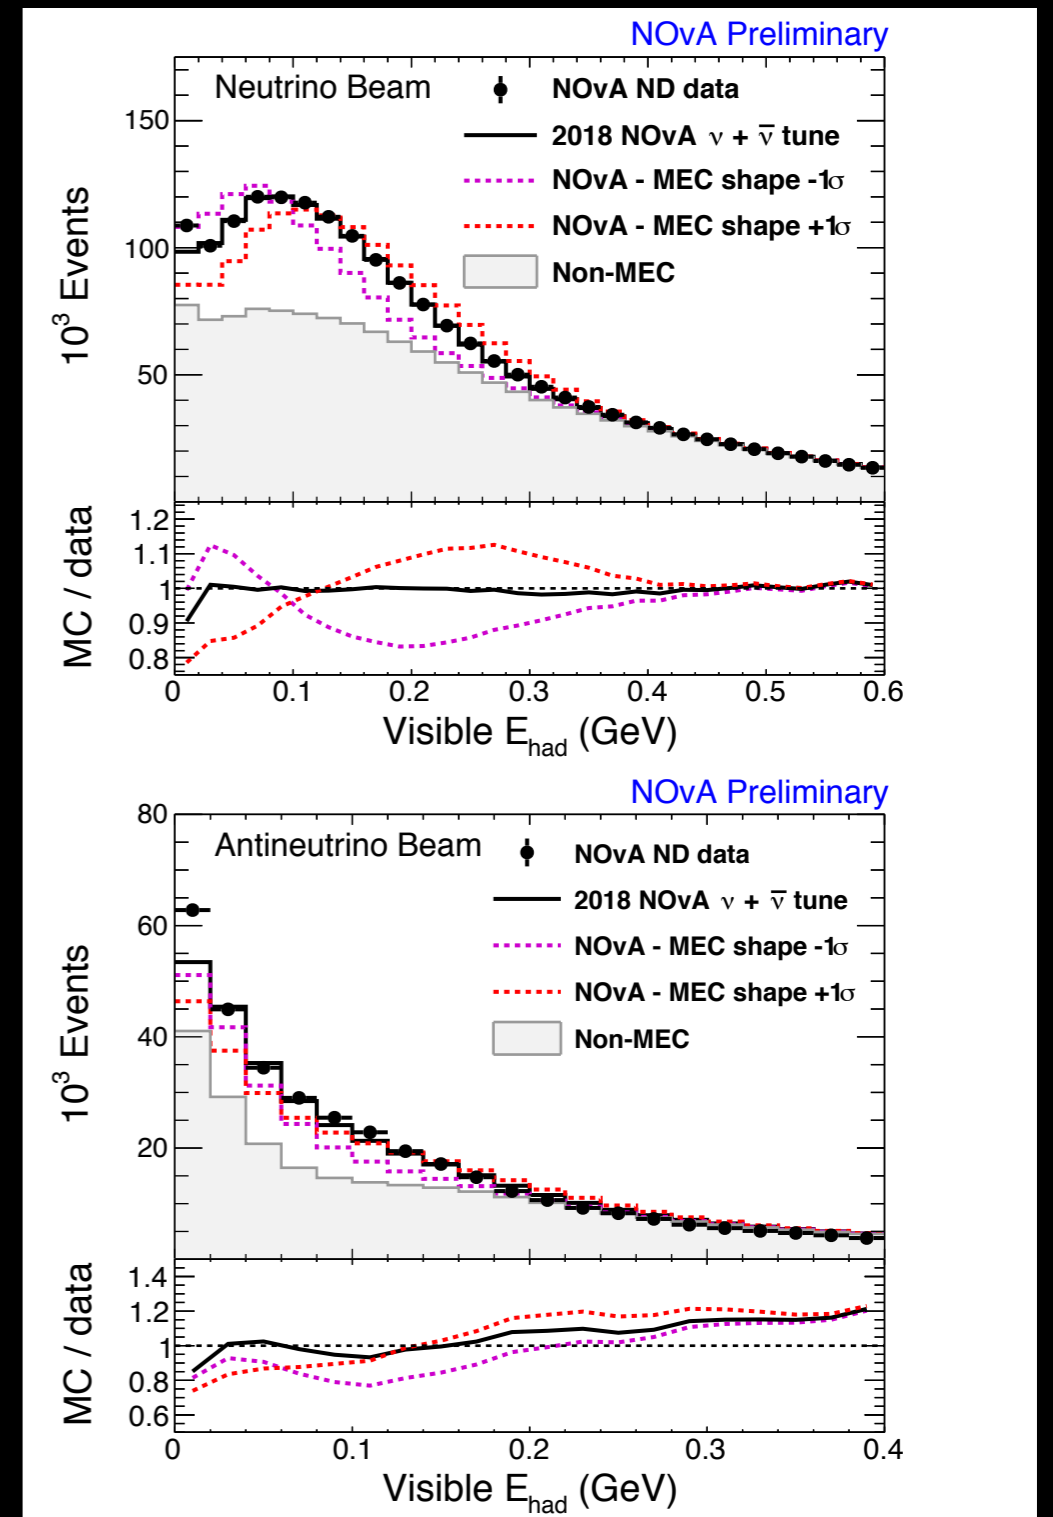 NOvA Preliminary
Neutrino Beam
NOvA ND data
2018 NOvA ν + ν̅ tune
NOvA - MEC shape -1σ
NOvA - MEC shape +1σ
Non-MEC
10³ Events
150
100
50
MC / data
1.2
1.1
1
0.9
0.8
0 0.1 0.2 0.3 0.4 0.5 0.6
Visible E_had (GeV)
NOvA Preliminary
Antineutrino Beam
NOvA ND data
2018 NOvA ν + ν̅ tune
NOvA - MEC shape -1σ
NOvA - MEC shape +1σ
Non-MEC
10³ Events
80
60
40
20
MC / data
1.4
1.2
1
0.8
0.6
0 0.1 0.2 0.3 0.4
Visible E_had (GeV)